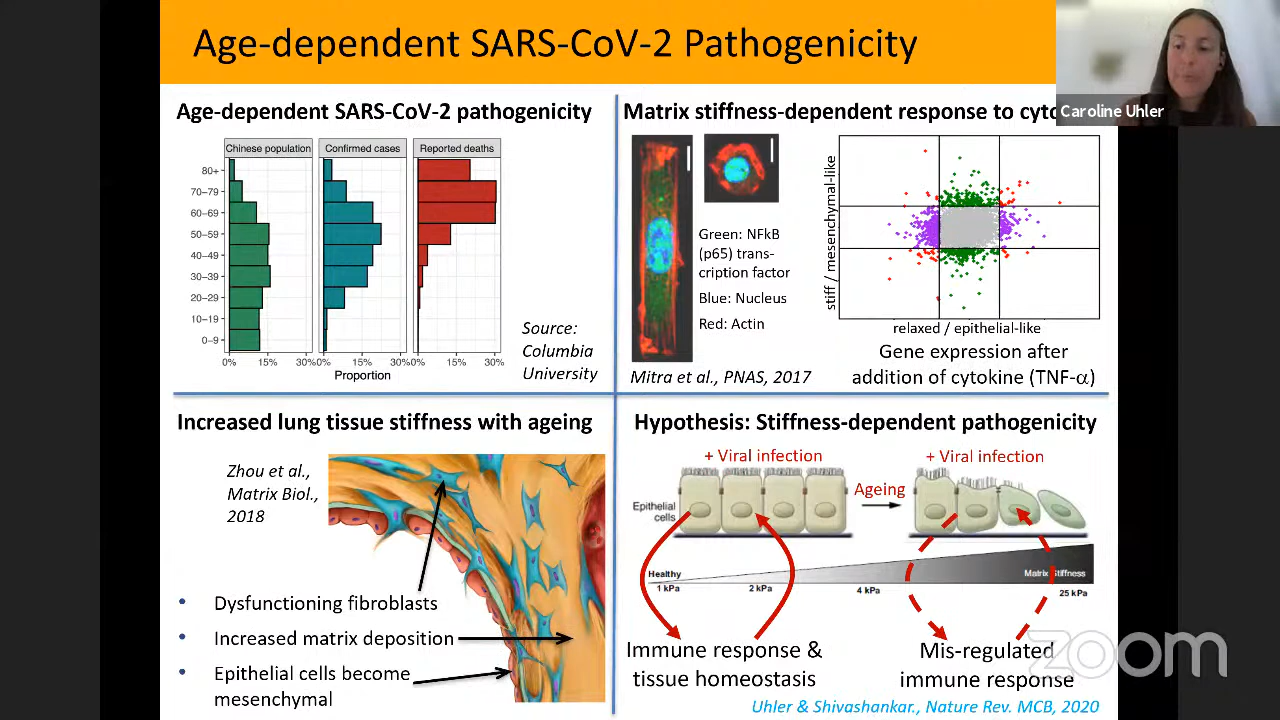 Age-dependent SARS-CoV-2 Pathogenicity
Caroline Uhler
Age-dependent SARS-CoV-2 pathogenicity
Chinese population
Confirmed cases
Reported deaths
80+
70–79
60–69
50–59
40–49
30–39
20–29
10–19
0–9
0% 15% 30%0% 15% 30%0% 15% 30%
Proportion
Source:
Columbia
University
Matrix stiffness-dependent response to cyto
Green: NFkB
(p65) trans-
cription factor
Blue: Nucleus
Red: Actin
Mitra et al., PNAS, 2017
stiff / mesenchymal-like
relaxed / epithelial-like
Gene expression after
addition of cytokine (TNF-α)
Increased lung tissue stiffness with ageing
Zhou et al.,
Matrix Biol.,
2018
• Dysfunctioning fibroblasts
• Increased matrix deposition
• Epithelial cells become
mesenchymal
Hypothesis: Stiffness-dependent pathogenicity
+ Viral infection
+ Viral infection
Epithelial
cells
Ageing
Healthy
Matrix Stiffness
1 kPa
2 kPa
4 kPa
25 kPa
Immune response &
tissue homeostasis
Mis-regulated
immune response
zoom
Uhler & Shivashankar., Nature Rev. MCB, 2020